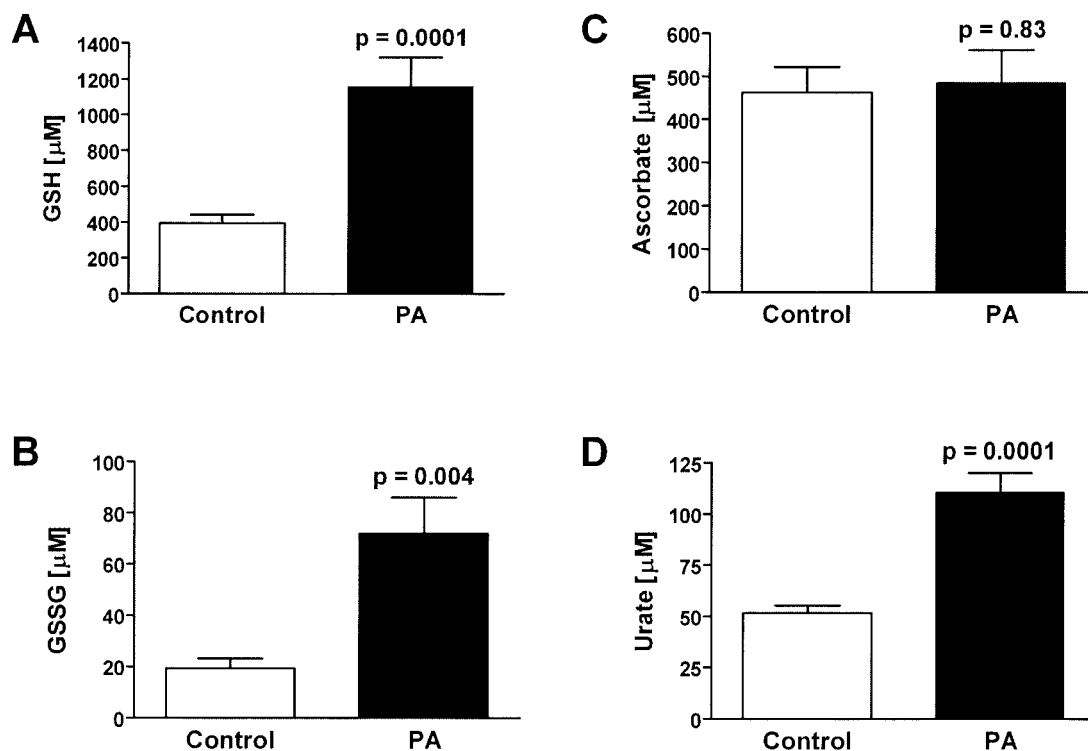 A
p = 0.0001
GSH [μM]
1400
1200
1000
800
600
400
200
0
Control
PA
C
p = 0.83
Ascorbate [μM]
600
500
400
300
200
100
0
Control
PA
B
p = 0.004
GSSG [μM]
100
80
60
40
20
0
Control
PA
D
p = 0.0001
Urate [μM]
125
100
75
50
25
0
Control
PA